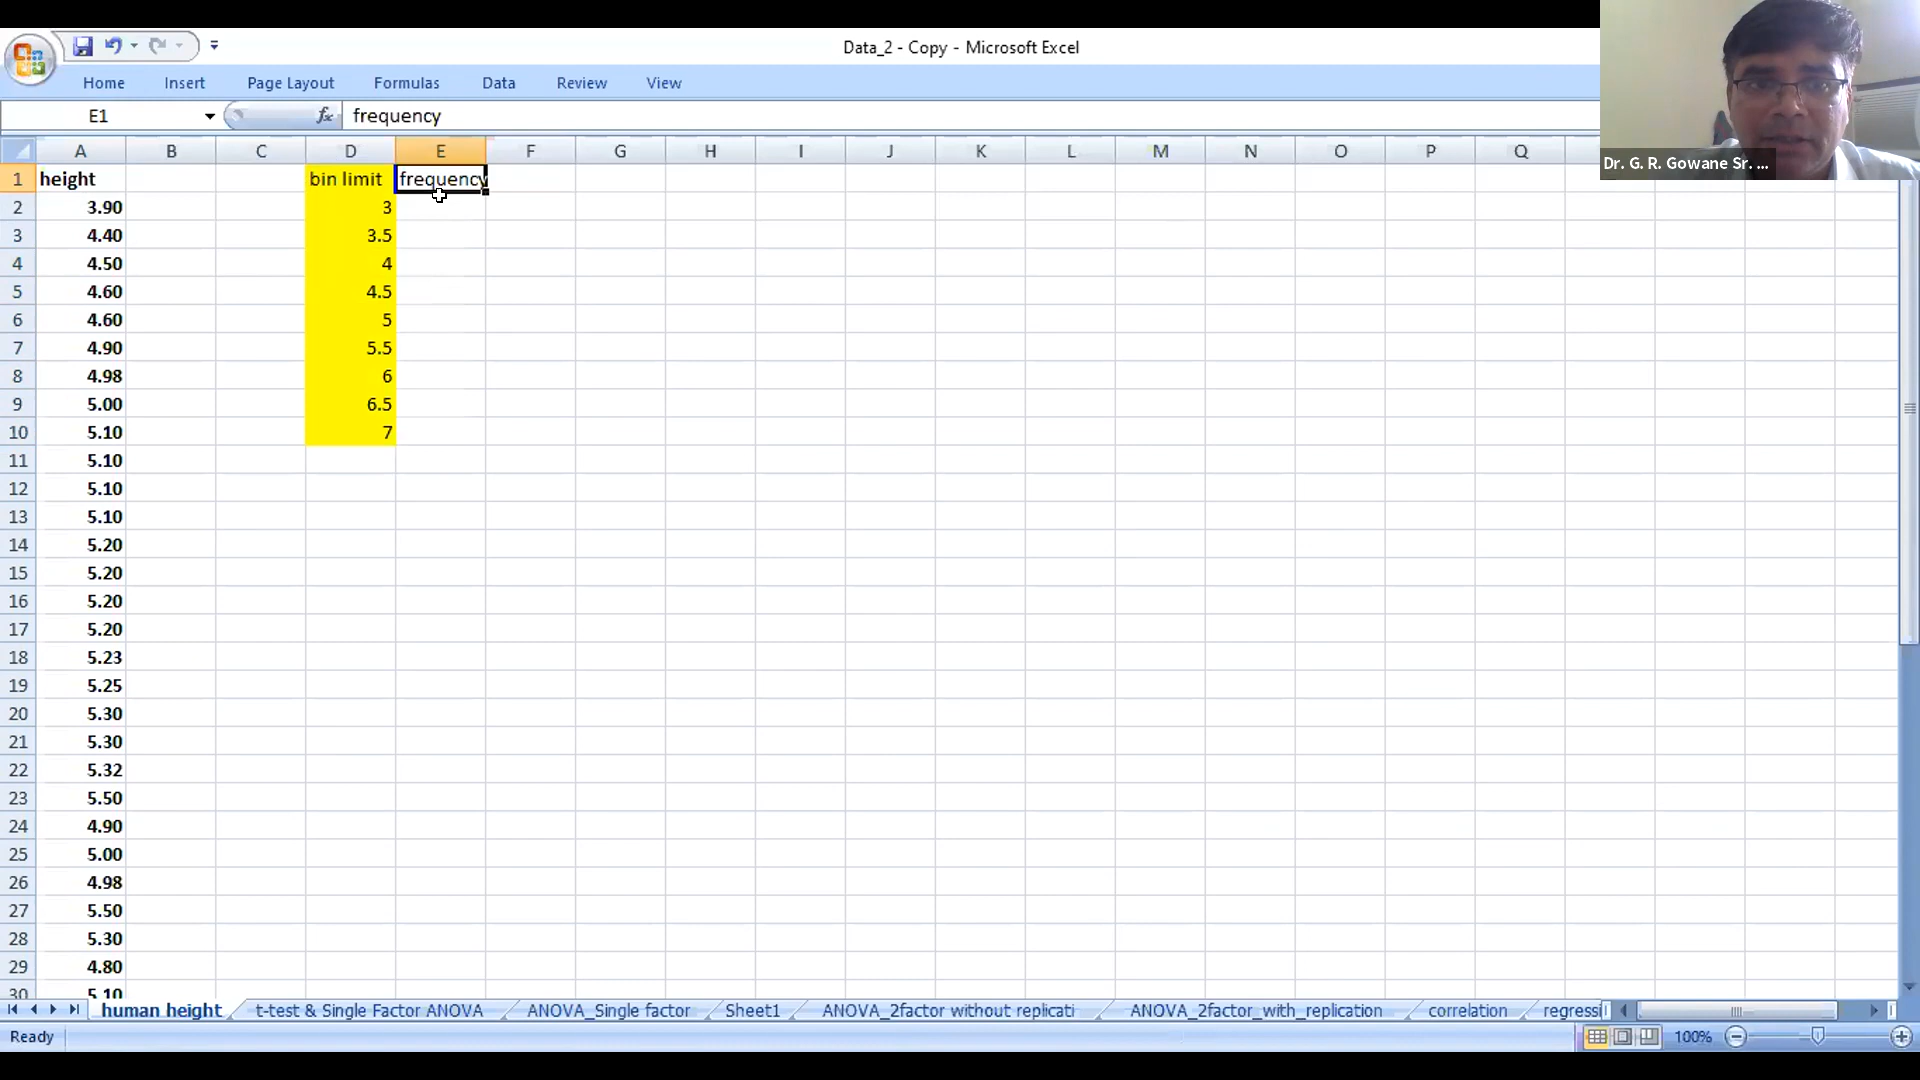 Data_2 - Copy - Microsoft Excel
Home Insert Page Layout Formulas Data Review View
E1 fx frequency
Dr. G. R. Gowane Sr. ...
A B C D E F G H I J K L M N O P Q
1 height bin limit frequency
2 3.90 3
3 4.40 3.5
4 4.50 4
5 4.60 4.5
6 4.60 5
7 4.90 5.5
8 4.98 6
9 5.00 6.5
10 5.10 7
11 5.10
12 5.10
13 5.10
14 5.20
15 5.20
16 5.20
17 5.20
18 5.23
19 5.25
20 5.30
21 5.30
22 5.32
23 5.50
24 4.90
25 5.00
26 4.98
27 5.50
28 5.30
29 4.80
30 5.10
human height t-test & Single Factor ANOVA ANOVA_Single factor Sheet1 ANOVA_2factor without replicati ANOVA_2factor_with_replication correlation regressi
Ready 100%